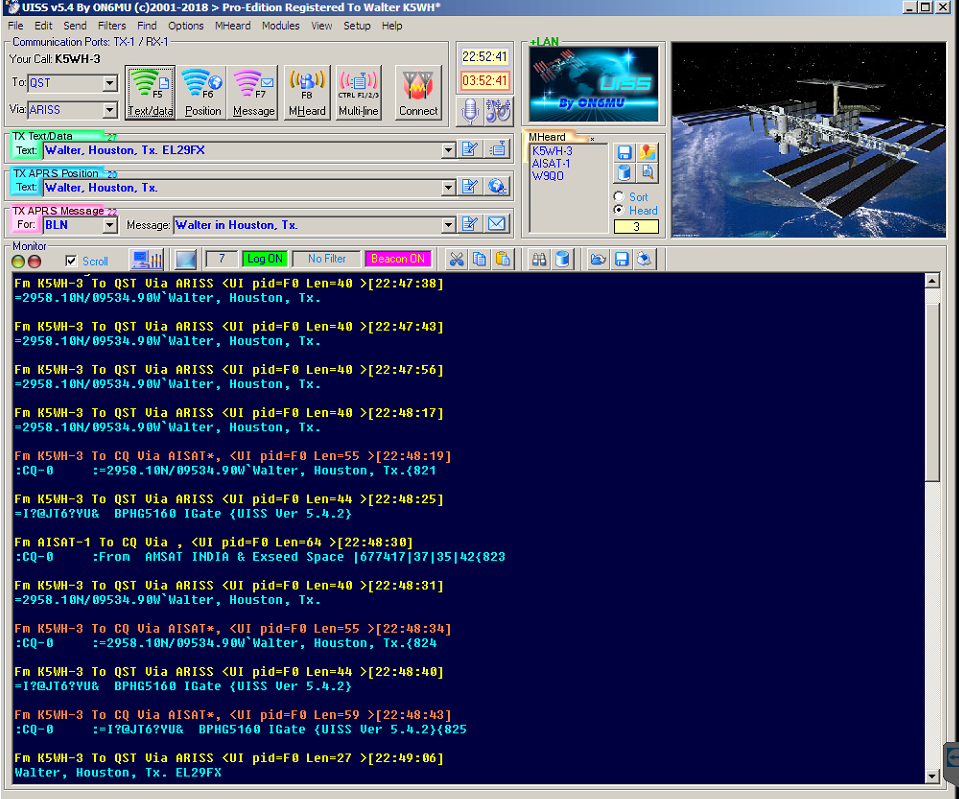 UISS v5.4 By ON6MU (c)2001-2018 > Pro-Edition Registered To Walter K5WH*
File Edit Send Filters Find Options MHeard Modules View Setup Help
Communication Ports: TX-1 / RX-1
Your Call: K5WH-3
To: QST
Via: ARISS
F5 Text/data
F6 Position
F7 Message
F8 MHeard
CTRL F1/2/3 Multi-line
Connect
22:52:41
03:52:41
+LAN
UISS
By ON6MU
TX Text/Data 27
Text: Walter, Houston, Tx. EL29FX
TX APRS Position 20
Text: Walter, Houston, Tx.
TX APRS Message 22
For: BLN Message: Walter in Houston, Tx.
MHeard x
K5WH-3
AISAT-1
W9QO
Sort
Heard
3
Monitor
Scroll 7 Log ON No Filter Beacon ON
Fm K5WH-3 To QST Via ARISS <UI pid=F0 Len=40 >[22:47:38]
=2958.10N/09534.90W`Walter, Houston, Tx.
Fm K5WH-3 To QST Via ARISS <UI pid=F0 Len=40 >[22:47:43]
=2958.10N/09534.90W`Walter, Houston, Tx.
Fm K5WH-3 To QST Via ARISS <UI pid=F0 Len=40 >[22:47:56]
=2958.10N/09534.90W`Walter, Houston, Tx.
Fm K5WH-3 To QST Via ARISS <UI pid=F0 Len=40 >[22:48:17]
=2958.10N/09534.90W`Walter, Houston, Tx.
Fm K5WH-3 To CQ Via AISAT*, <UI pid=F0 Len=55 >[22:48:19]
:CQ-0     :=2958.10N/09534.90W`Walter, Houston, Tx.{821
Fm K5WH-3 To QST Via ARISS <UI pid=F0 Len=44 >[22:48:25]
=I?@JT6?YU&  BPHG5160 IGate {UISS Ver 5.4.2}
Fm AISAT-1 To CQ Via , <UI pid=F0 Len=64 >[22:48:30]
:CQ-0     :From  AMSAT INDIA & Exseed Space |677417|37|35|42{823
Fm K5WH-3 To QST Via ARISS <UI pid=F0 Len=40 >[22:48:31]
=2958.10N/09534.90W`Walter, Houston, Tx.
Fm K5WH-3 To CQ Via AISAT*, <UI pid=F0 Len=55 >[22:48:34]
:CQ-0     :=2958.10N/09534.90W`Walter, Houston, Tx.{824
Fm K5WH-3 To QST Via ARISS <UI pid=F0 Len=44 >[22:48:40]
=I?@JT6?YU&  BPHG5160 IGate {UISS Ver 5.4.2}
Fm K5WH-3 To CQ Via AISAT*, <UI pid=F0 Len=59 >[22:48:43]
:CQ-0     :=I?@JT6?YU&  BPHG5160 IGate {UISS Ver 5.4.2}{825
Fm K5WH-3 To QST Via ARISS <UI pid=F0 Len=27 >[22:49:06]
Walter, Houston, Tx. EL29FX